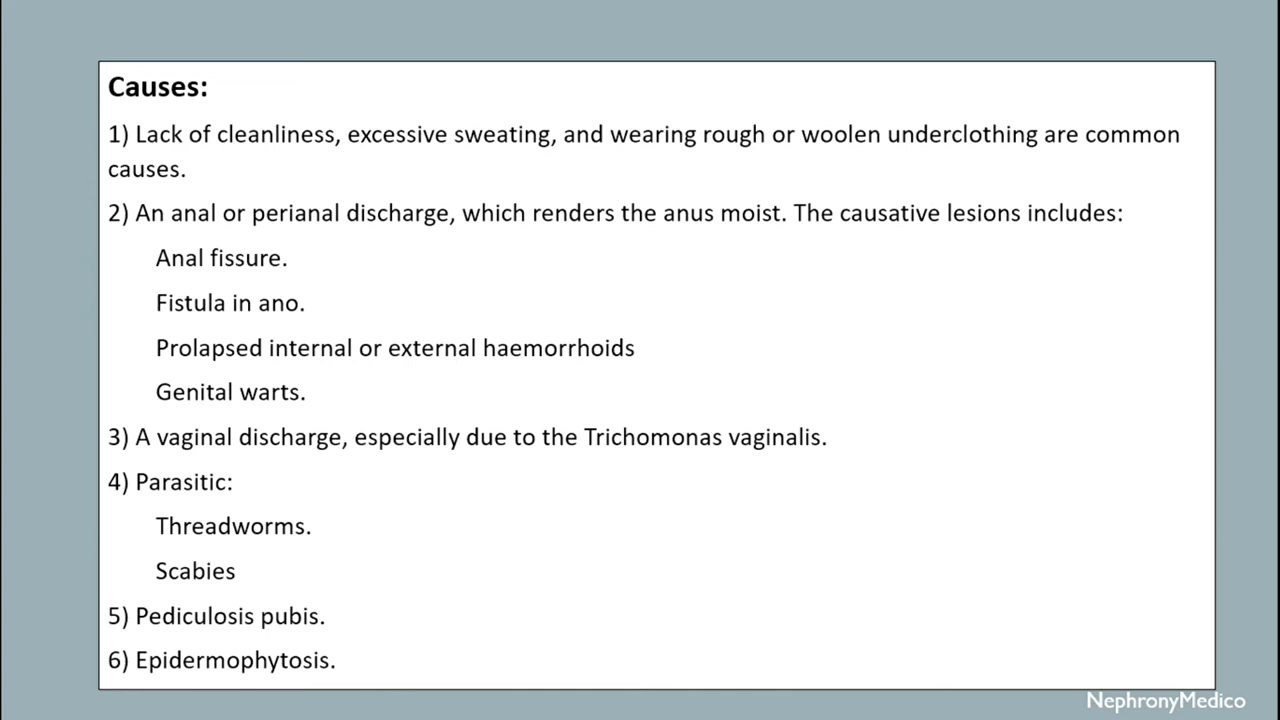 Causes:
1) Lack of cleanliness, excessive sweating, and wearing rough or woolen underclothing are common
causes.
2) An anal or perianal discharge, which renders the anus moist. The causative lesions includes:
Anal fissure.
Fistula in ano.
Prolapsed internal or external haemorrhoids
Genital warts.
3) A vaginal discharge, especially due to the Trichomonas vaginalis.
4) Parasitic:
Threadworms.
Scabies
5) Pediculosis pubis.
6) Epidermophytosis.
NephronyMedico